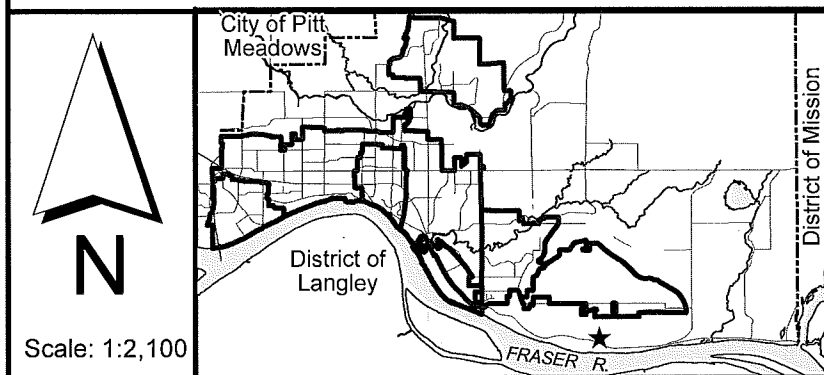 City of Pitt
Meadows
District of Mission
District of
Langley
N
Scale: 1:2,100
FRASER R.